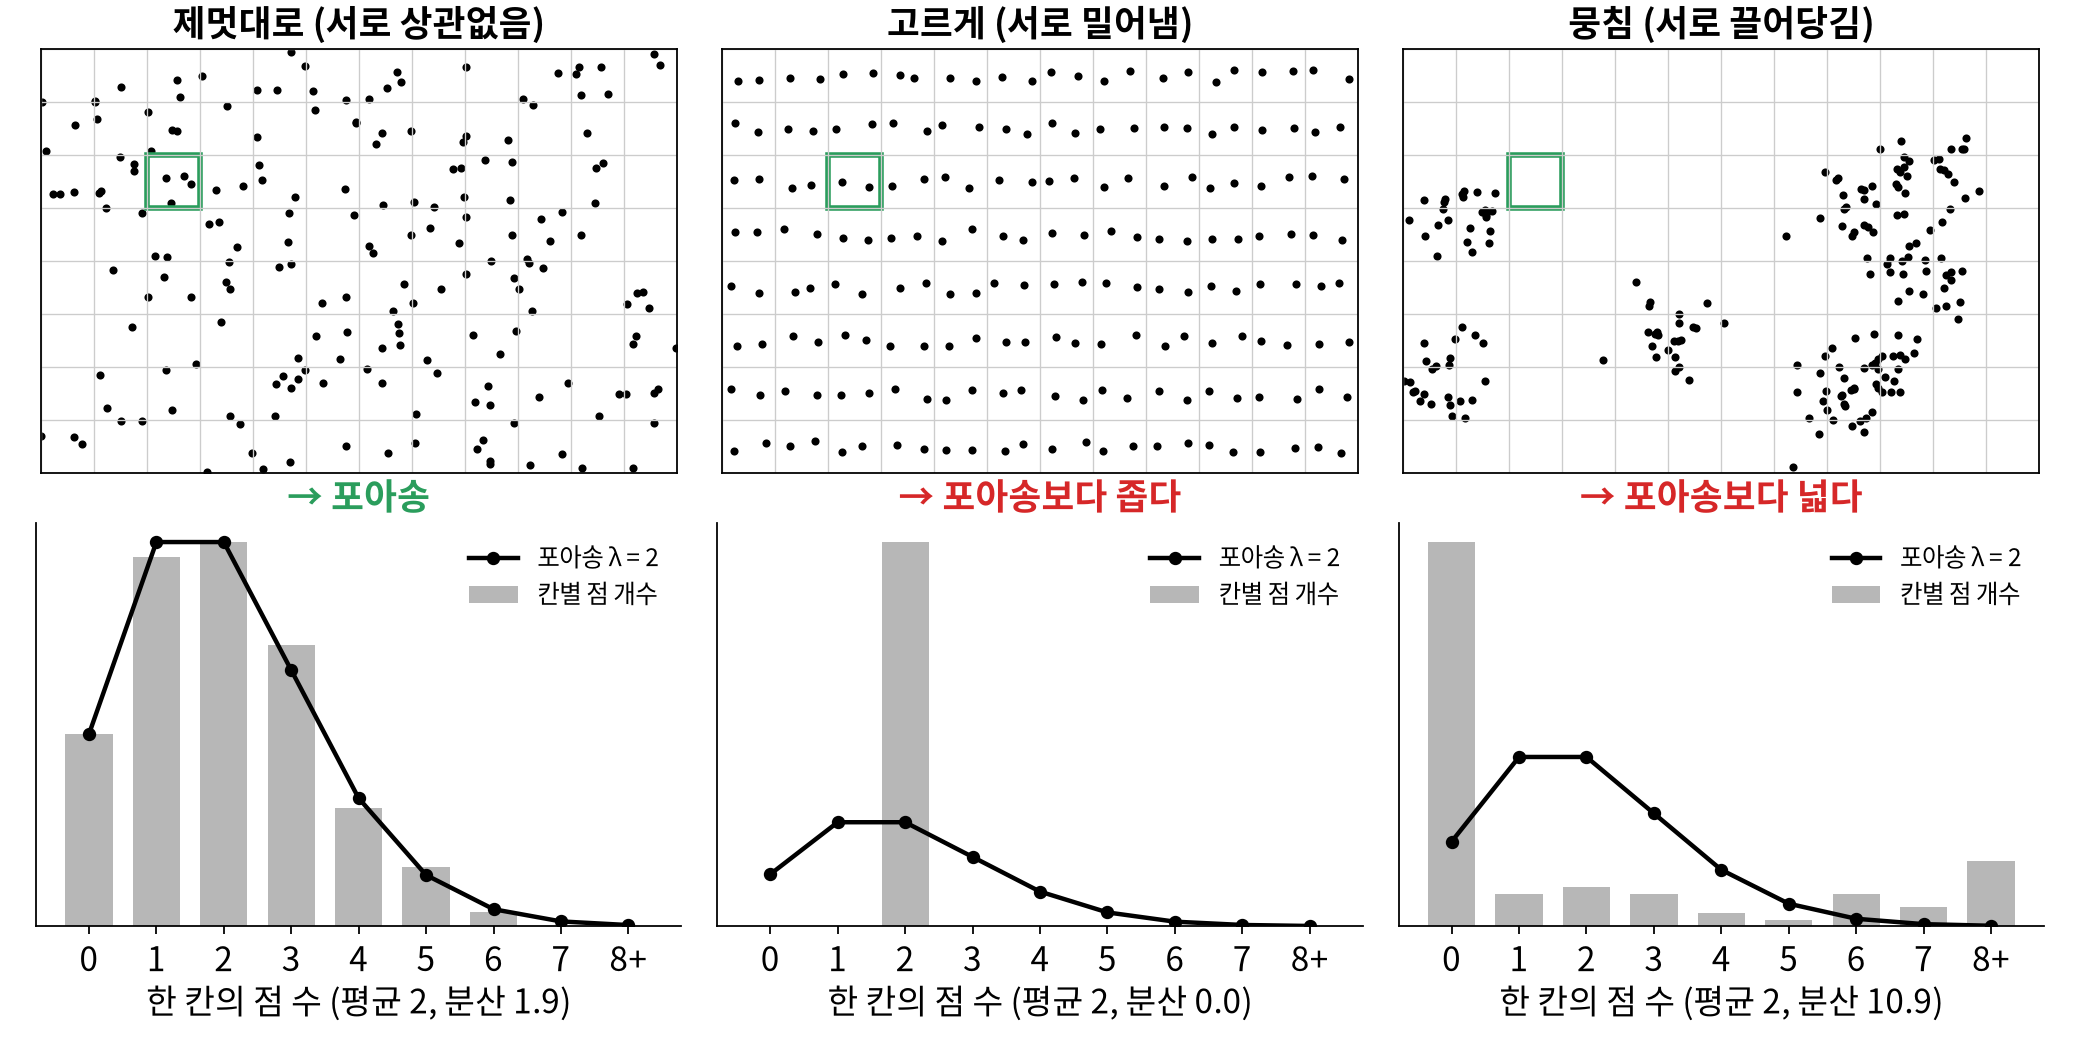 제멋대로 (서로 상관없음)
고르게 (서로 밀어냄)
뭉침 (서로 끌어당김)
→ 포아송
→ 포아송보다 좁다
→ 포아송보다 넓다
포아송 λ = 2
칸별 점 개수
0 1 2 3 4 5 6 7 8+
한 칸의 점 수 (평균 2, 분산 1.9)
포아송 λ = 2
칸별 점 개수
0 1 2 3 4 5 6 7 8+
한 칸의 점 수 (평균 2, 분산 0.0)
포아송 λ = 2
칸별 점 개수
0 1 2 3 4 5 6 7 8+
한 칸의 점 수 (평균 2, 분산 10.9)